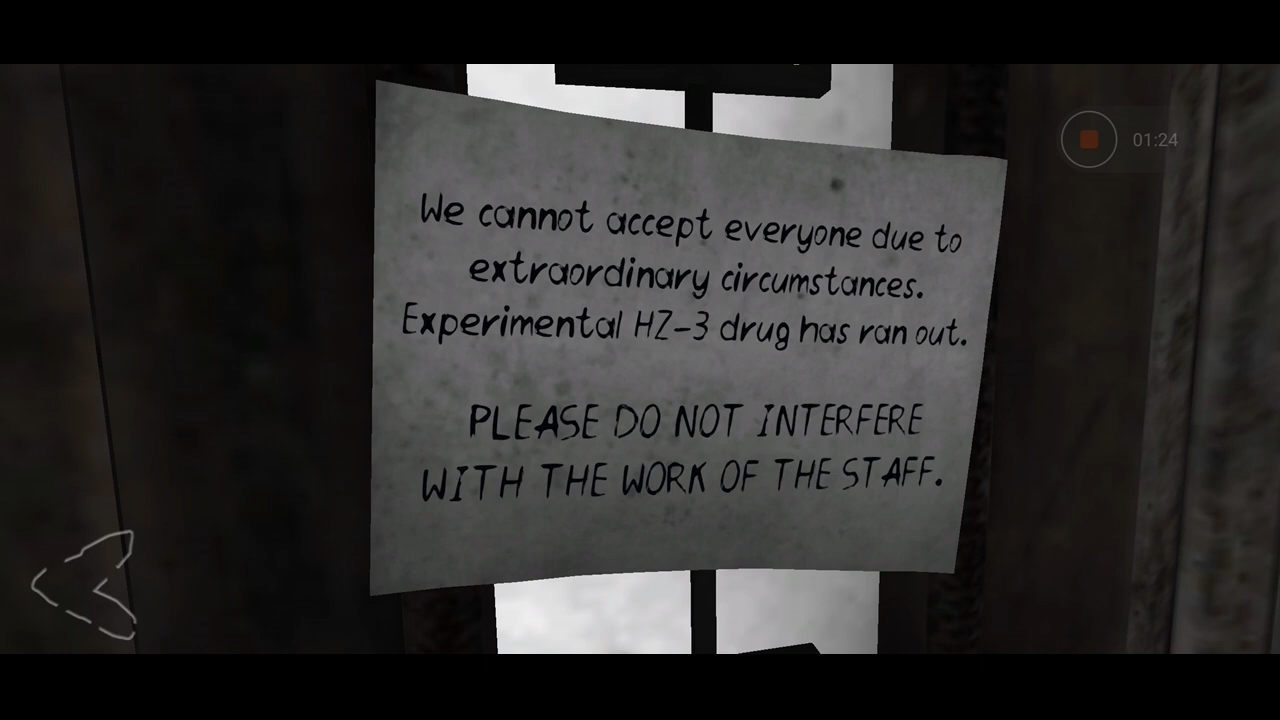 01:24
We cannot accept everyone due to
extraordinary circumstances.
Experimental HZ-3 drug has ran out.
PLEASE DO NOT INTERFERE
WITH THE WORK OF THE STAFF.